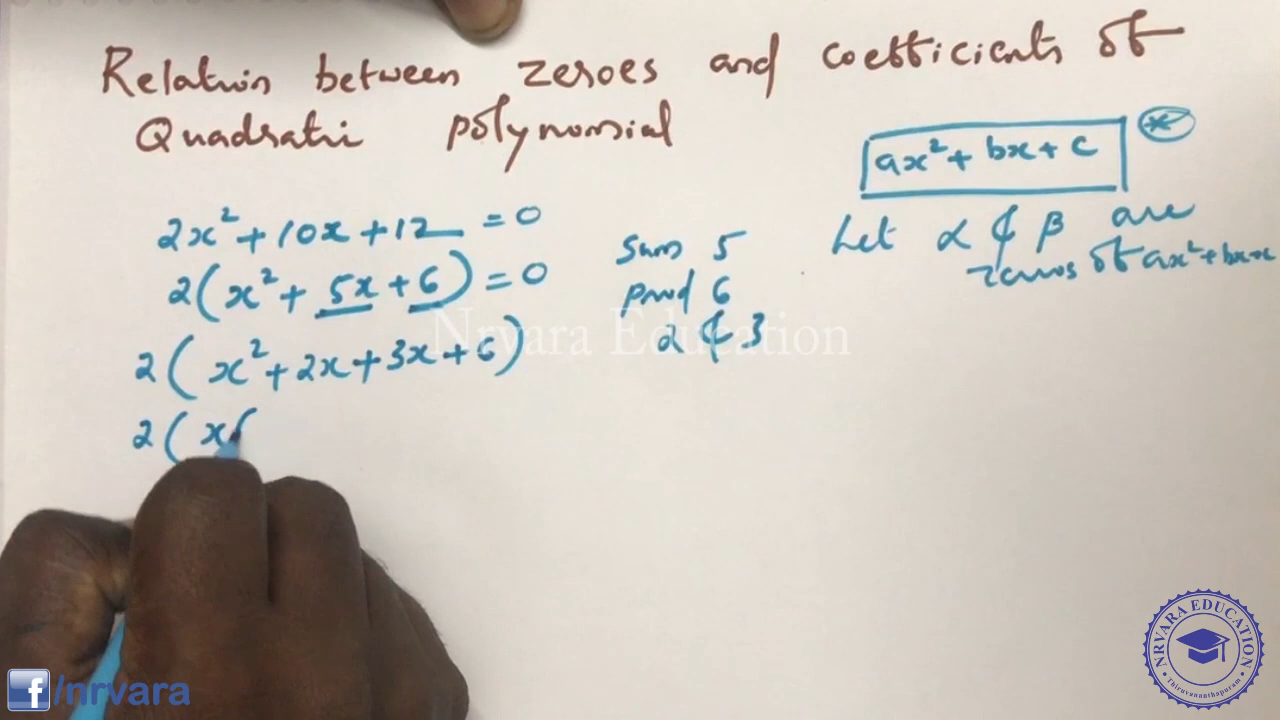 Relation between zeroes and coefficients of
Quadratic polynomial
ax² + bx + c
2x² + 10x + 12 = 0
2(x² + 5x + 6) = 0
2(x² + 2x + 3x + 6)
2(x(
Sum 5
prod 6
2 & 3
Let α & β are
zeros of ax²+bx+c
Nrvara Education
f/nrvara
NRVARA EDUCATION
Thiruvananthapuram